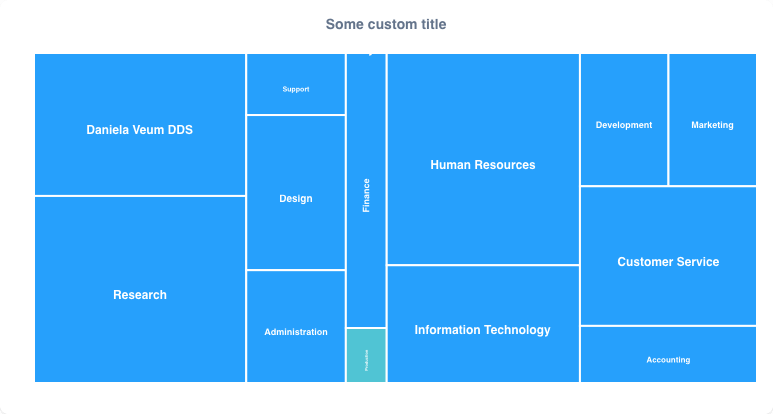 Some custom title
Daniela Veum DDS
Research
Support
Design
Administration
Finance
Production
Human Resources
Information Technology
Development
Marketing
Customer Service
Accounting